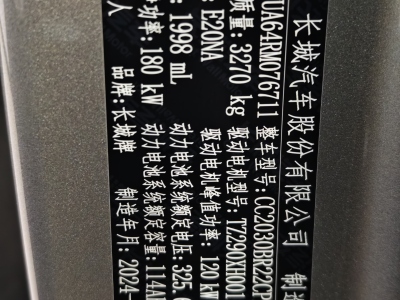 长城汽车股份有限公司 制造
UA64RM076711 整车型号:CC2030BR22CF
质量:3270 kg 驱动电机型号:TZ290XH001
:E20NA 驱动电机峰值功率:120 kW
:1998 mL 动力电池系统额定电压:325.
功率:180 kW 动力电池系统额定容量:114A
品牌:长城牌 制造年月:2024-